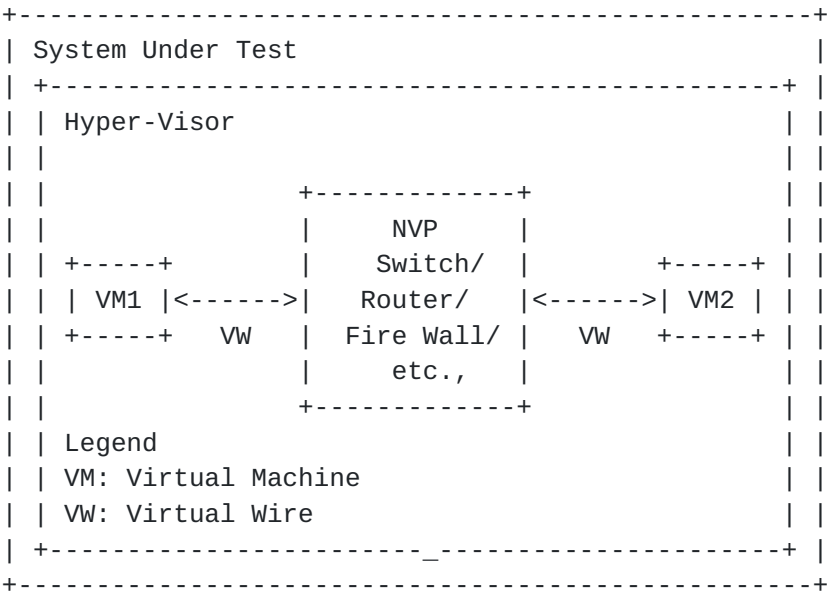 System Under Test
Hyper-Visor
NVP
Switch/
VM1 Router/ VM2
VW Fire Wall/ VW
etc.,
Legend
VM: Virtual Machine
VW: Virtual Wire